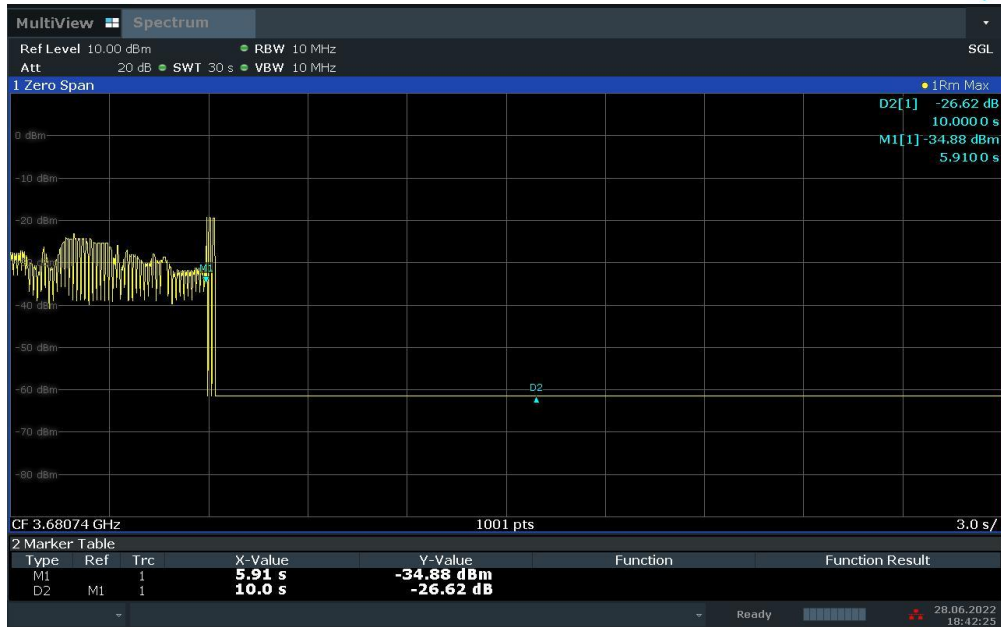 MultiView Spectrum
Ref Level 10.00 dBm RBW 10 MHz SGL
Att 20 dB SWT 30 s VBW 10 MHz
1 Zero Span 1Rm Max
D2[1] -26.62 dB
10.000 0 s
M1[1] -34.88 dBm
5.910 0 s
0 dBm
-10 dBm
-20 dBm
M1
-40 dBm
-50 dBm
-60 dBm
D2
-70 dBm
-80 dBm
CF 3.68074 GHz 1001 pts 3.0 s/
2 Marker Table
Type Ref Trc X-Value Y-Value Function Function Result
M1 1 5.91 s -34.88 dBm
D2 M1 1 10.0 s -26.62 dB
Ready 28.06.2022
18:42:25